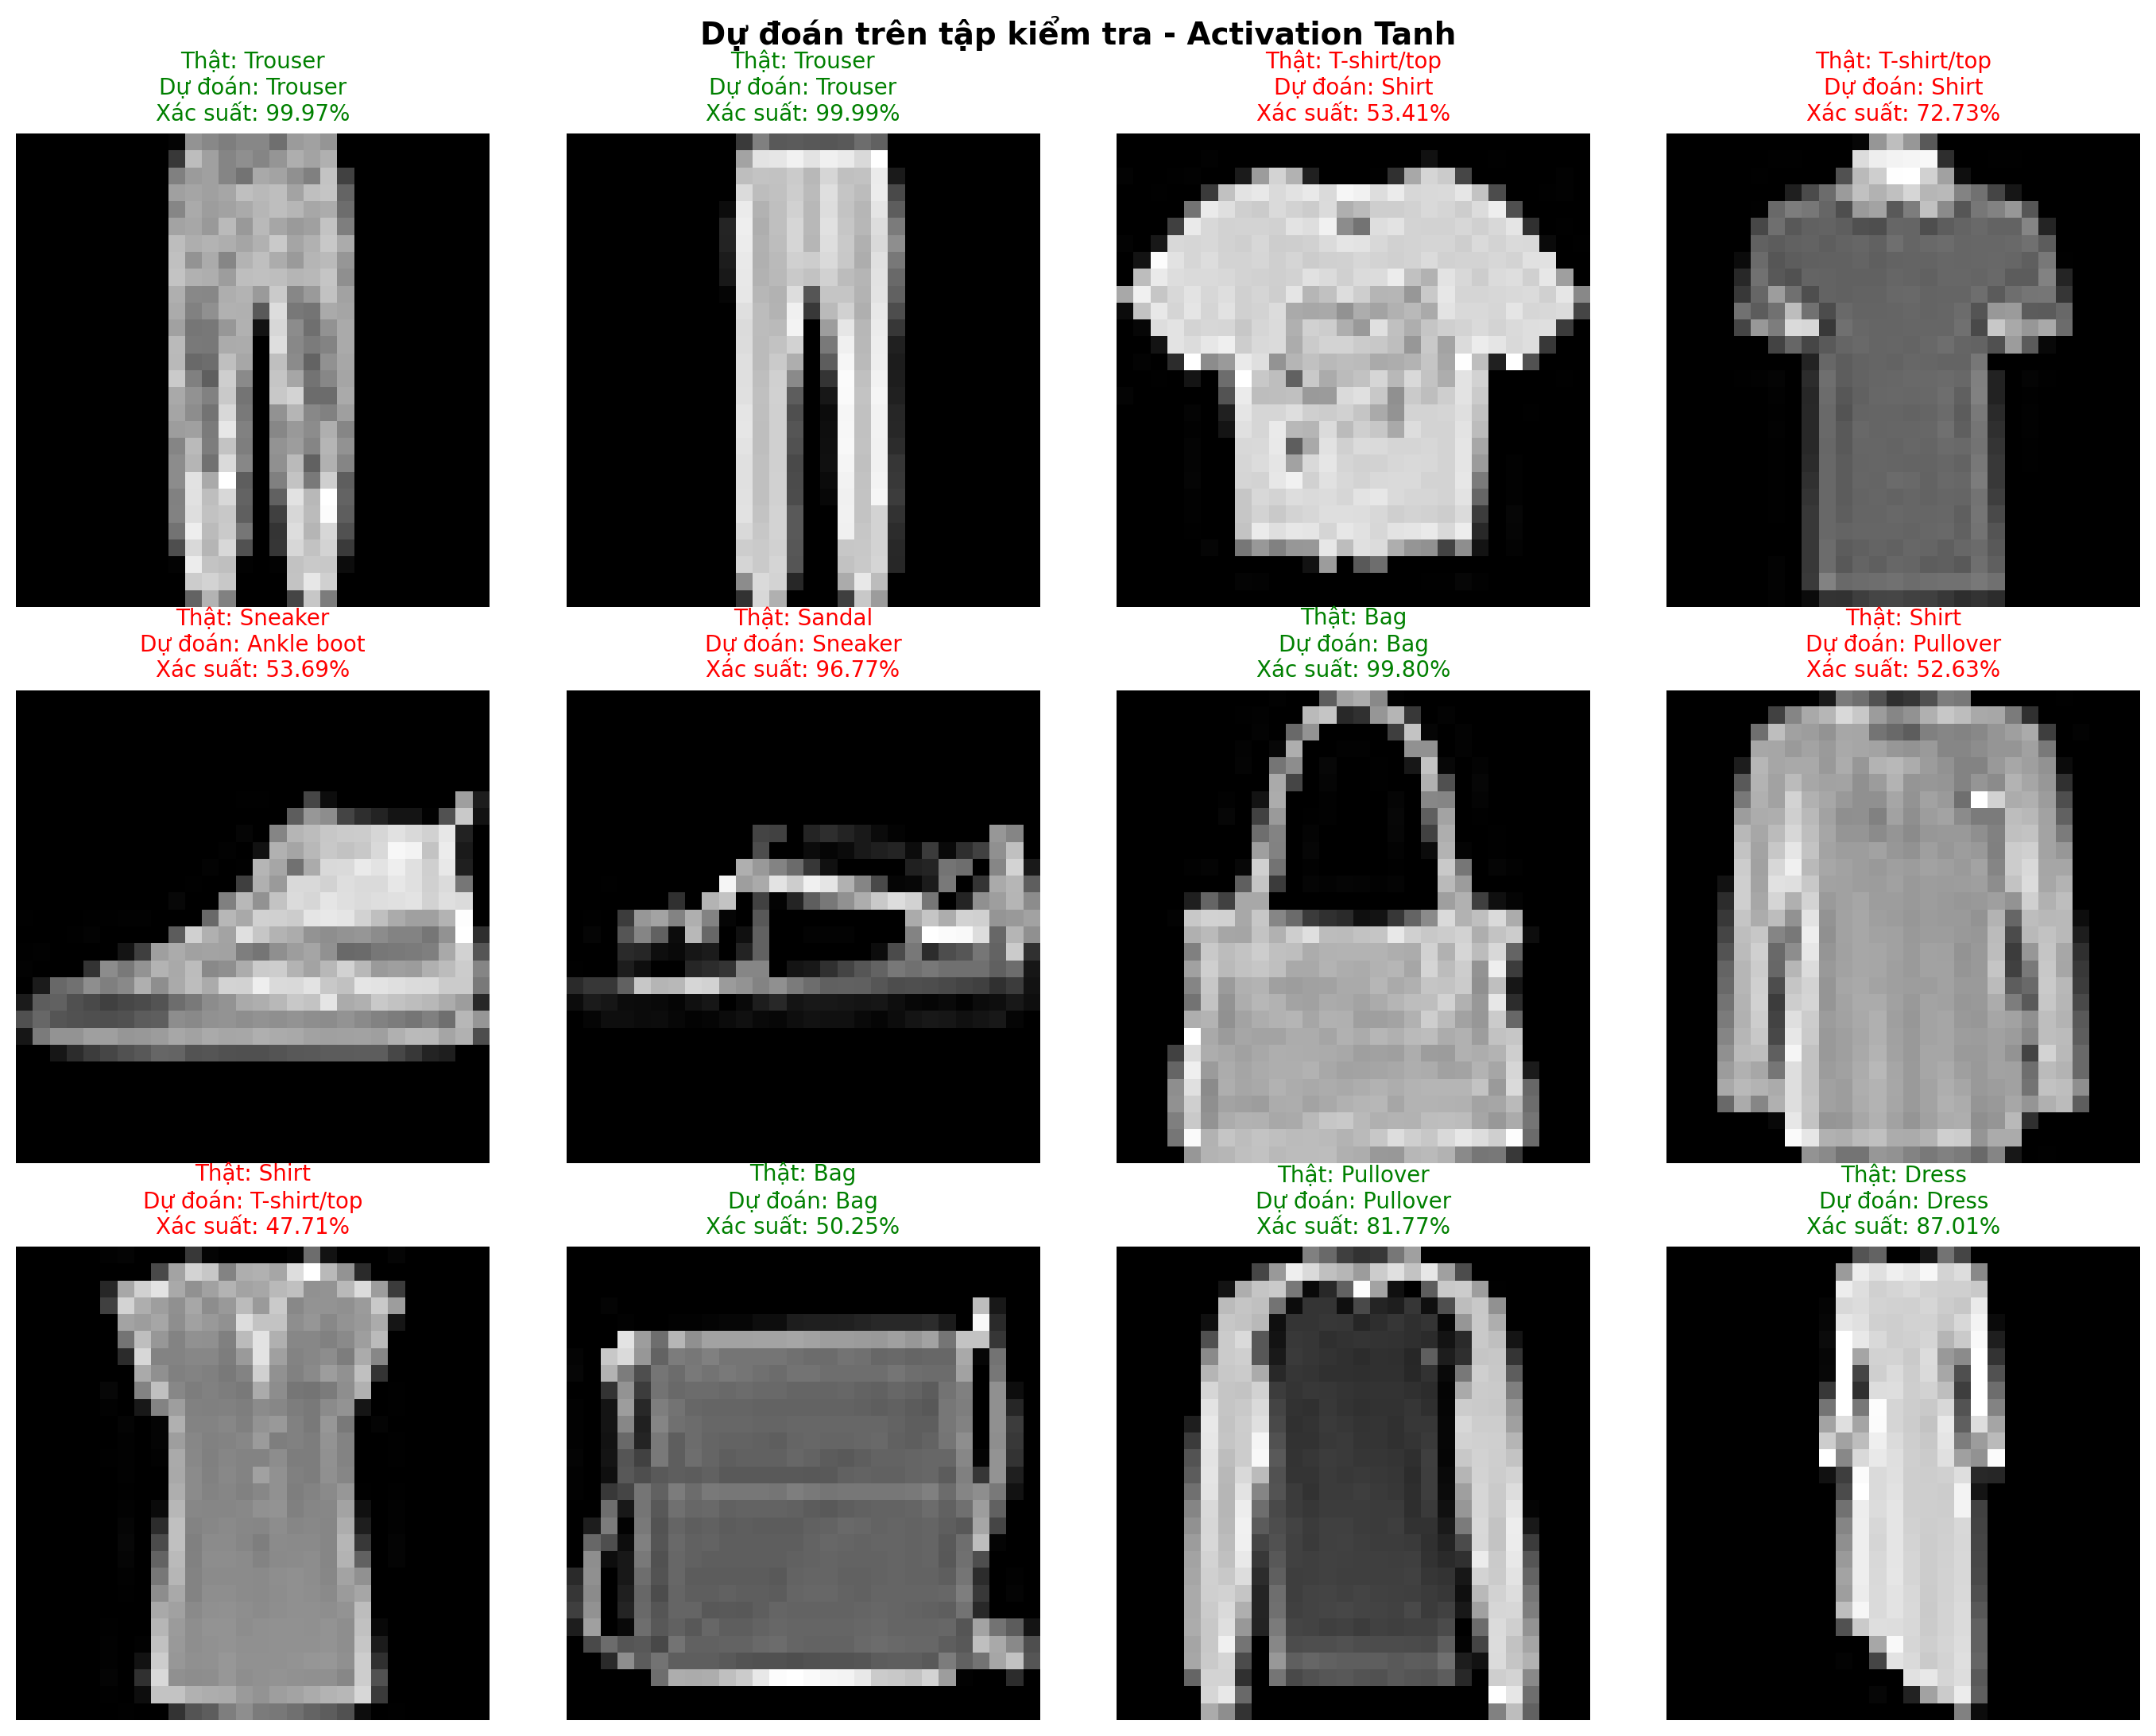 Dự đoán trên tập kiểm tra - Activation Tanh
Thật: Trouser
Dự đoán: Trouser
Xác suất: 99.97%
Thật: Trouser
Dự đoán: Trouser
Xác suất: 99.99%
Thật: T-shirt/top
Dự đoán: Shirt
Xác suất: 53.41%
Thật: T-shirt/top
Dự đoán: Shirt
Xác suất: 72.73%
Thật: Sneaker
Dự đoán: Ankle boot
Xác suất: 53.69%
Thật: Sandal
Dự đoán: Sneaker
Xác suất: 96.77%
Thật: Bag
Dự đoán: Bag
Xác suất: 99.80%
Thật: Shirt
Dự đoán: Pullover
Xác suất: 52.63%
Thật: Shirt
Dự đoán: T-shirt/top
Xác suất: 47.71%
Thật: Bag
Dự đoán: Bag
Xác suất: 50.25%
Thật: Pullover
Dự đoán: Pullover
Xác suất: 81.77%
Thật: Dress
Dự đoán: Dress
Xác suất: 87.01%